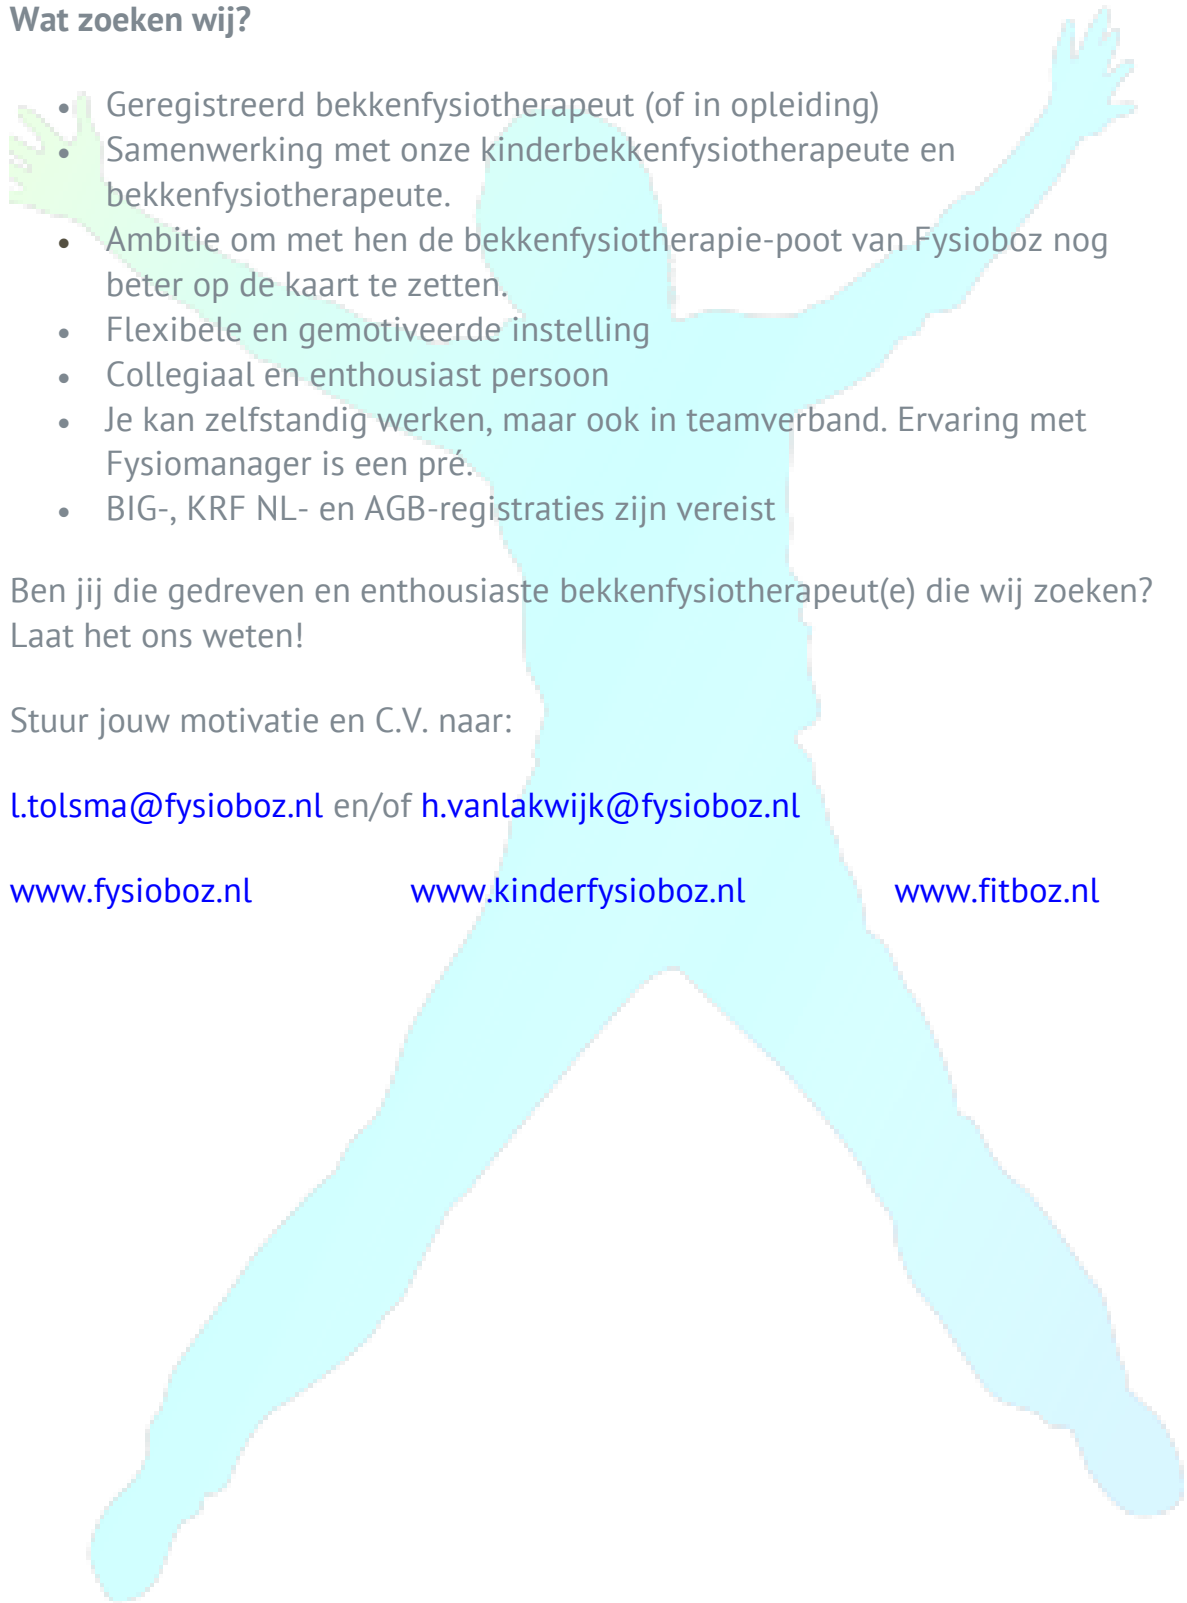 Wat zoeken wij?
• Geregistreerd bekkenfysiotherapeut (of in opleiding)
• Samenwerking met onze kinderbekkenfysiotherapeute en
bekkenfysiotherapeute.
• Ambitie om met hen de bekkenfysiotherapie-poot van Fysioboz nog
beter op de kaart te zetten.
• Flexibele en gemotiveerde instelling
• Collegiaal en enthousiast persoon
• Je kan zelfstandig werken, maar ook in teamverband. Ervaring met
Fysiomanager is een pré.
• BIG-, KRF NL- en AGB-registraties zijn vereist
Ben jij die gedreven en enthousiaste bekkenfysiotherapeut(e) die wij zoeken?
Laat het ons weten!
Stuur jouw motivatie en C.V. naar:
l.tolsma@fysioboz.nl en/of h.vanlakwijk@fysioboz.nl
www.fysioboz.nl www.kinderfysioboz.nl www.fitboz.nl